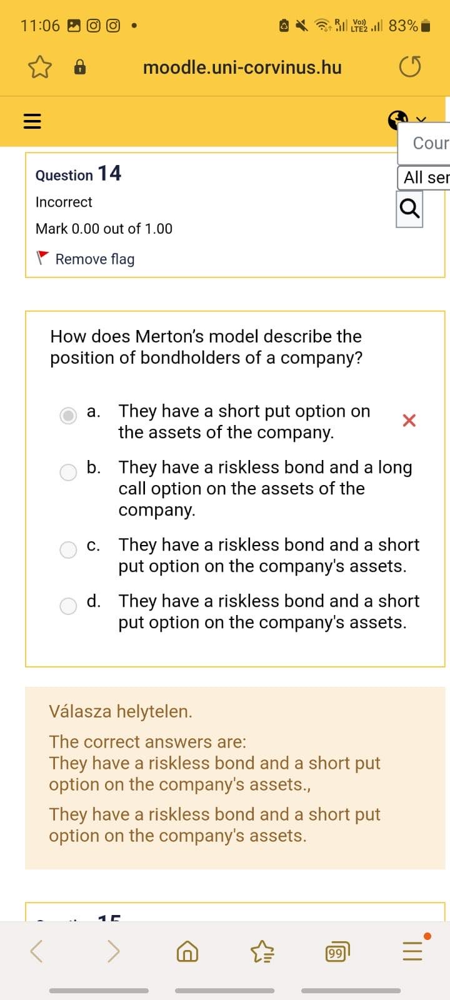 11:06
Vo))
R
LTE2
83%
moodle.uni-corvinus.hu
Cour
All ser
Question 14
Incorrect
Mark 0.00 out of 1.00
Remove flag
How does Merton’s model describe the
position of bondholders of a company?
a. They have a short put option on
the assets of the company.
b. They have a riskless bond and a long
call option on the assets of the
company.
c. They have a riskless bond and a short
put option on the company's assets.
d. They have a riskless bond and a short
put option on the company's assets.
Válasza helytelen.
The correct answers are:
They have a riskless bond and a short put
option on the company's assets.,
They have a riskless bond and a short put
option on the company's assets.
15
99